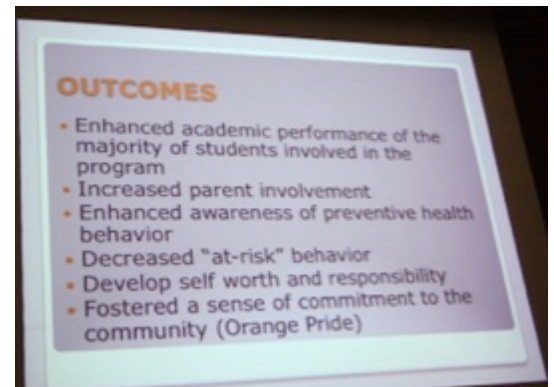 OUTCOMES
• Enhanced academic performance of the
majority of students involved in the
program
• Increased parent involvement
• Enhanced awareness of preventive health
behavior
• Decreased "at-risk" behavior
• Develop self worth and responsibility
• Fostered a sense of commitment to the
community (Orange Pride)